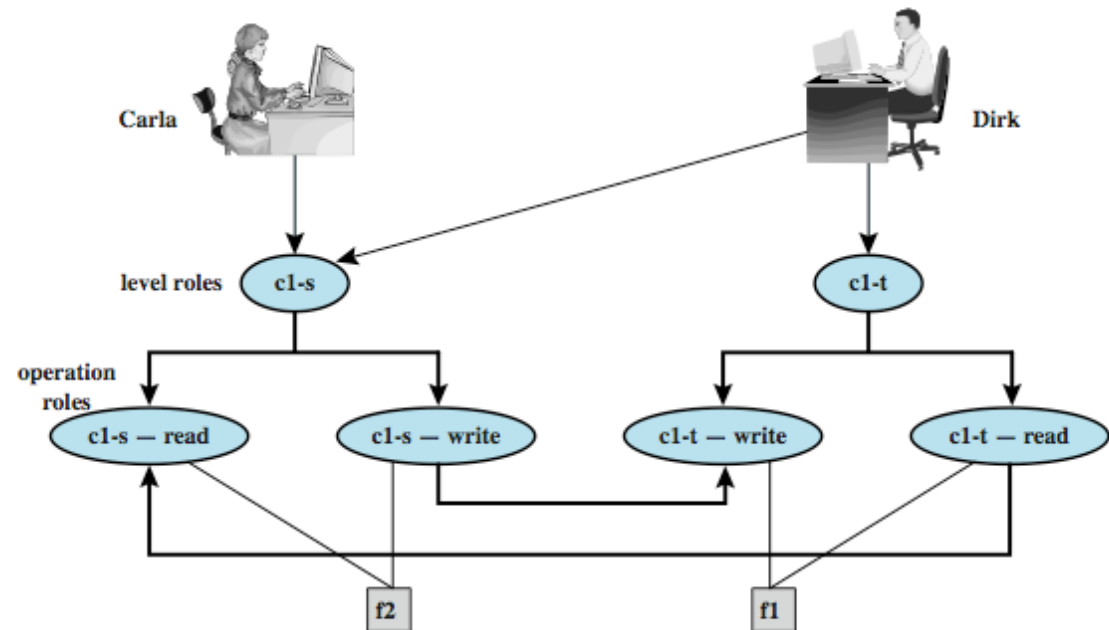 Carla
Dirk
level roles
c1-s
c1-t
operation
roles
c1-s — read
c1-s — write
c1-t — write
c1-t — read
f2
f1